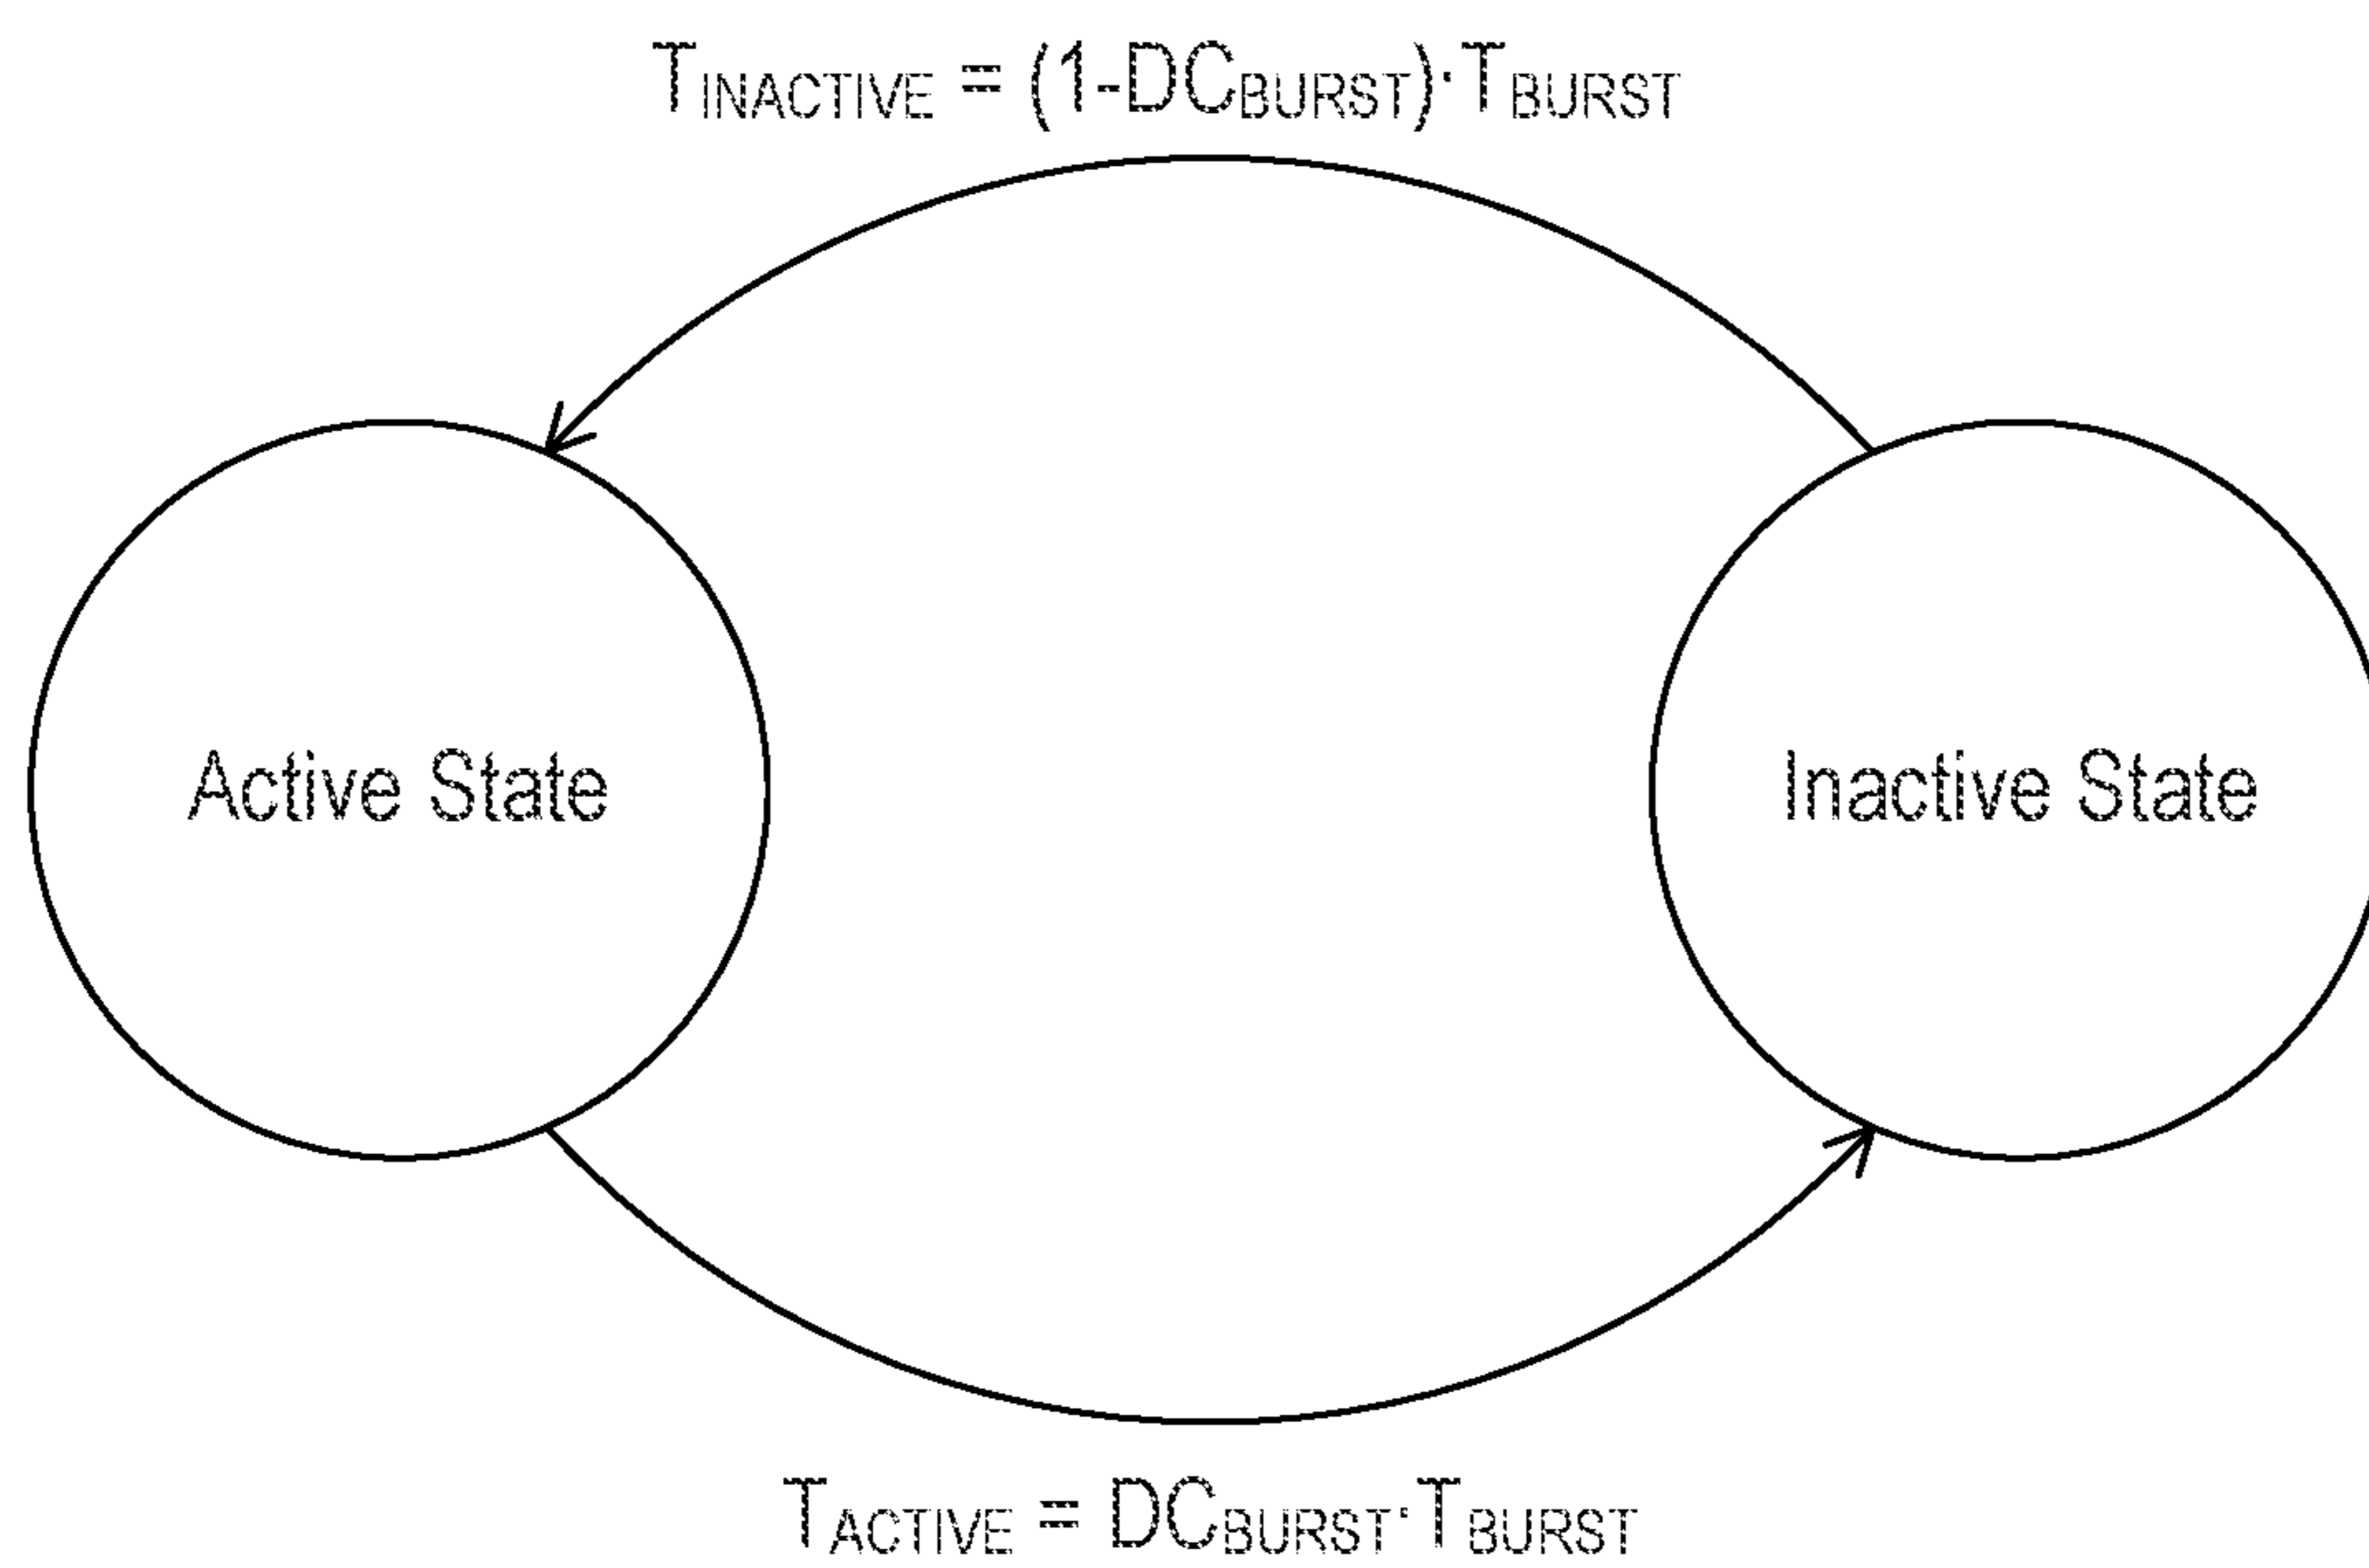 TINACTIVE = (1-DCBURST)·TBURST
Active State
Inactive State
TACTIVE = DCBURST·TBURST